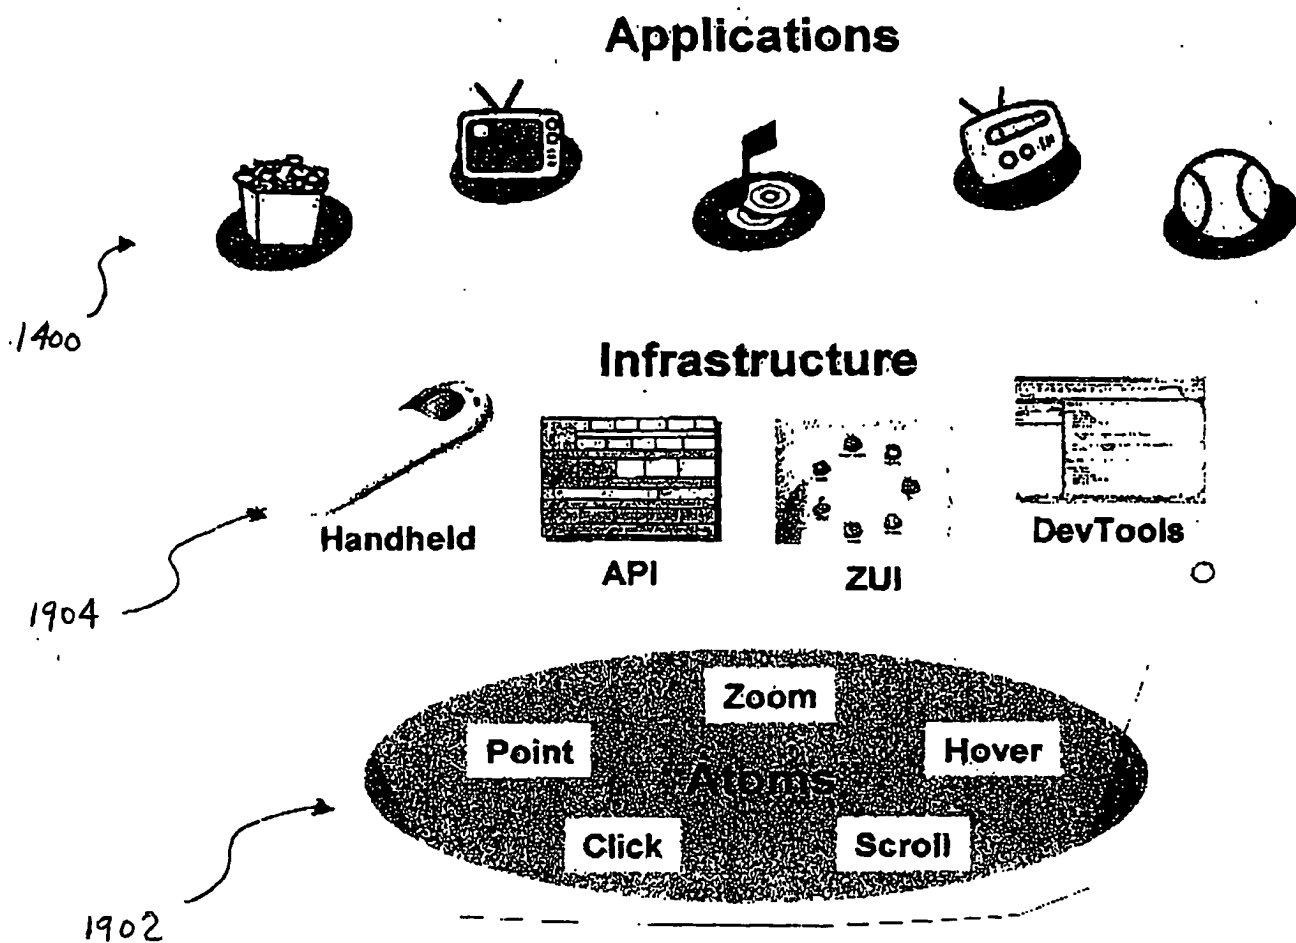 Applications
1400
Infrastructure
Handheld
API
ZUI
DevTools
1904
Zoom
Point
Hover
"Atoms"
Click
Scroll
1902